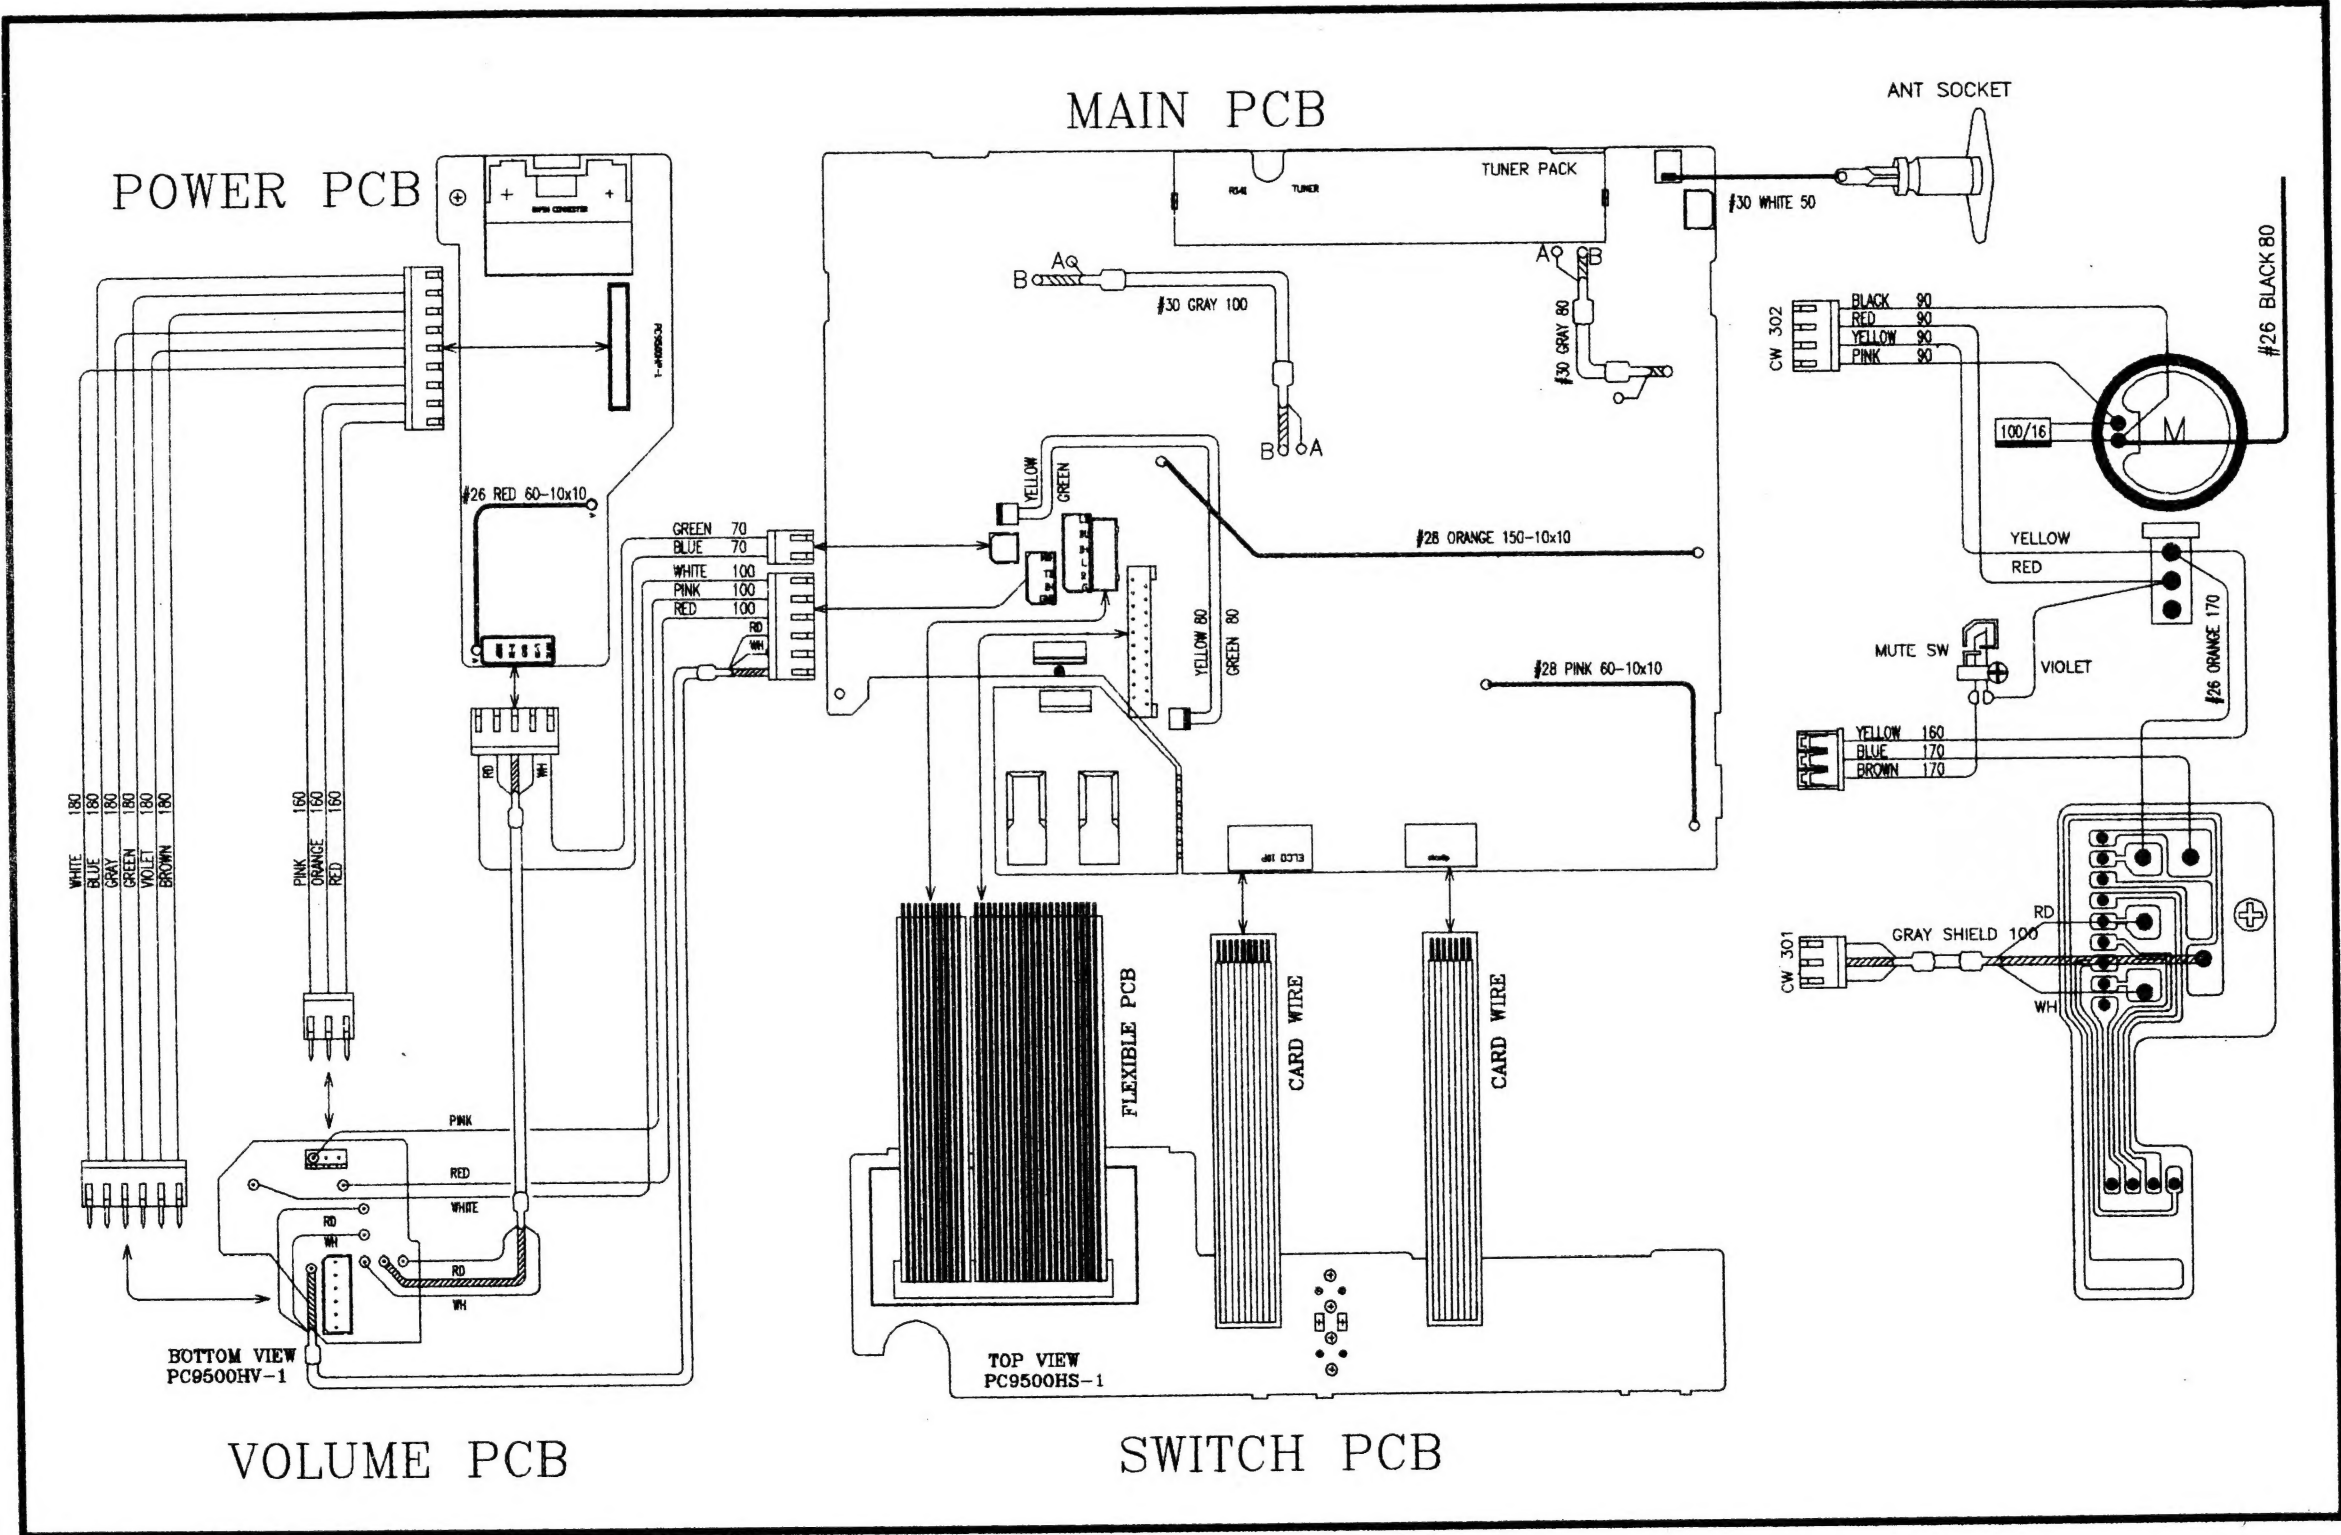 MAIN PCB
ANT SOCKET
POWER PCB
TUNER PACK
TUNER
#30 WHITE 50
A
B
#30 GRAY 100
A
B
#30 GRAY 80
B
A
#26 BLACK 80
CW 302
BLACK 90
RED 90
YELLOW 90
PINK 90
100/16
M
PC9500HP-1
#26 RED 60-10x10
YELLOW
GREEN
GREEN 70
BLUE 70
WHITE 100
PINK 100
RED 100
RD
WH
#28 ORANGE 150-10x10
YELLOW
RED
#26 ORANGE 170
MUTE SW
VIOLET
YELLOW 80
GREEN 80
#28 PINK 60-10x10
YELLOW 160
BLUE 170
BROWN 170
RD
WH
WHITE 180
BLUE 180
GRAY 180
GREEN 180
VIOLET 180
BROWN 180
PINK 160
ORANGE 160
RED 160
ELCO 10P
RD
GRAY SHIELD 100
CW 301
WH
FLEXIBLE PCB
CARD WIRE
CARD WIRE
PINK
RED
WHITE
RD
WH
RD
WH
BOTTOM VIEW
PC9500HV-1
TOP VIEW
PC9500HS-1
VOLUME PCB
SWITCH PCB